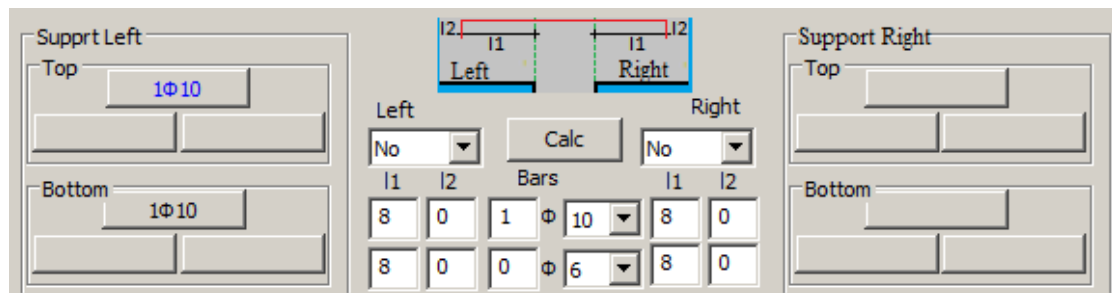 Supprt Left
Top
1Φ10
Bottom
1Φ10
l2 l1 l1 l2
Left Right
Left Right
No Calc No
l1 l2 Bars l1 l2
8 0 1 Φ 10 8 0
8 0 0 Φ 6 8 0
Support Right
Top
Bottom